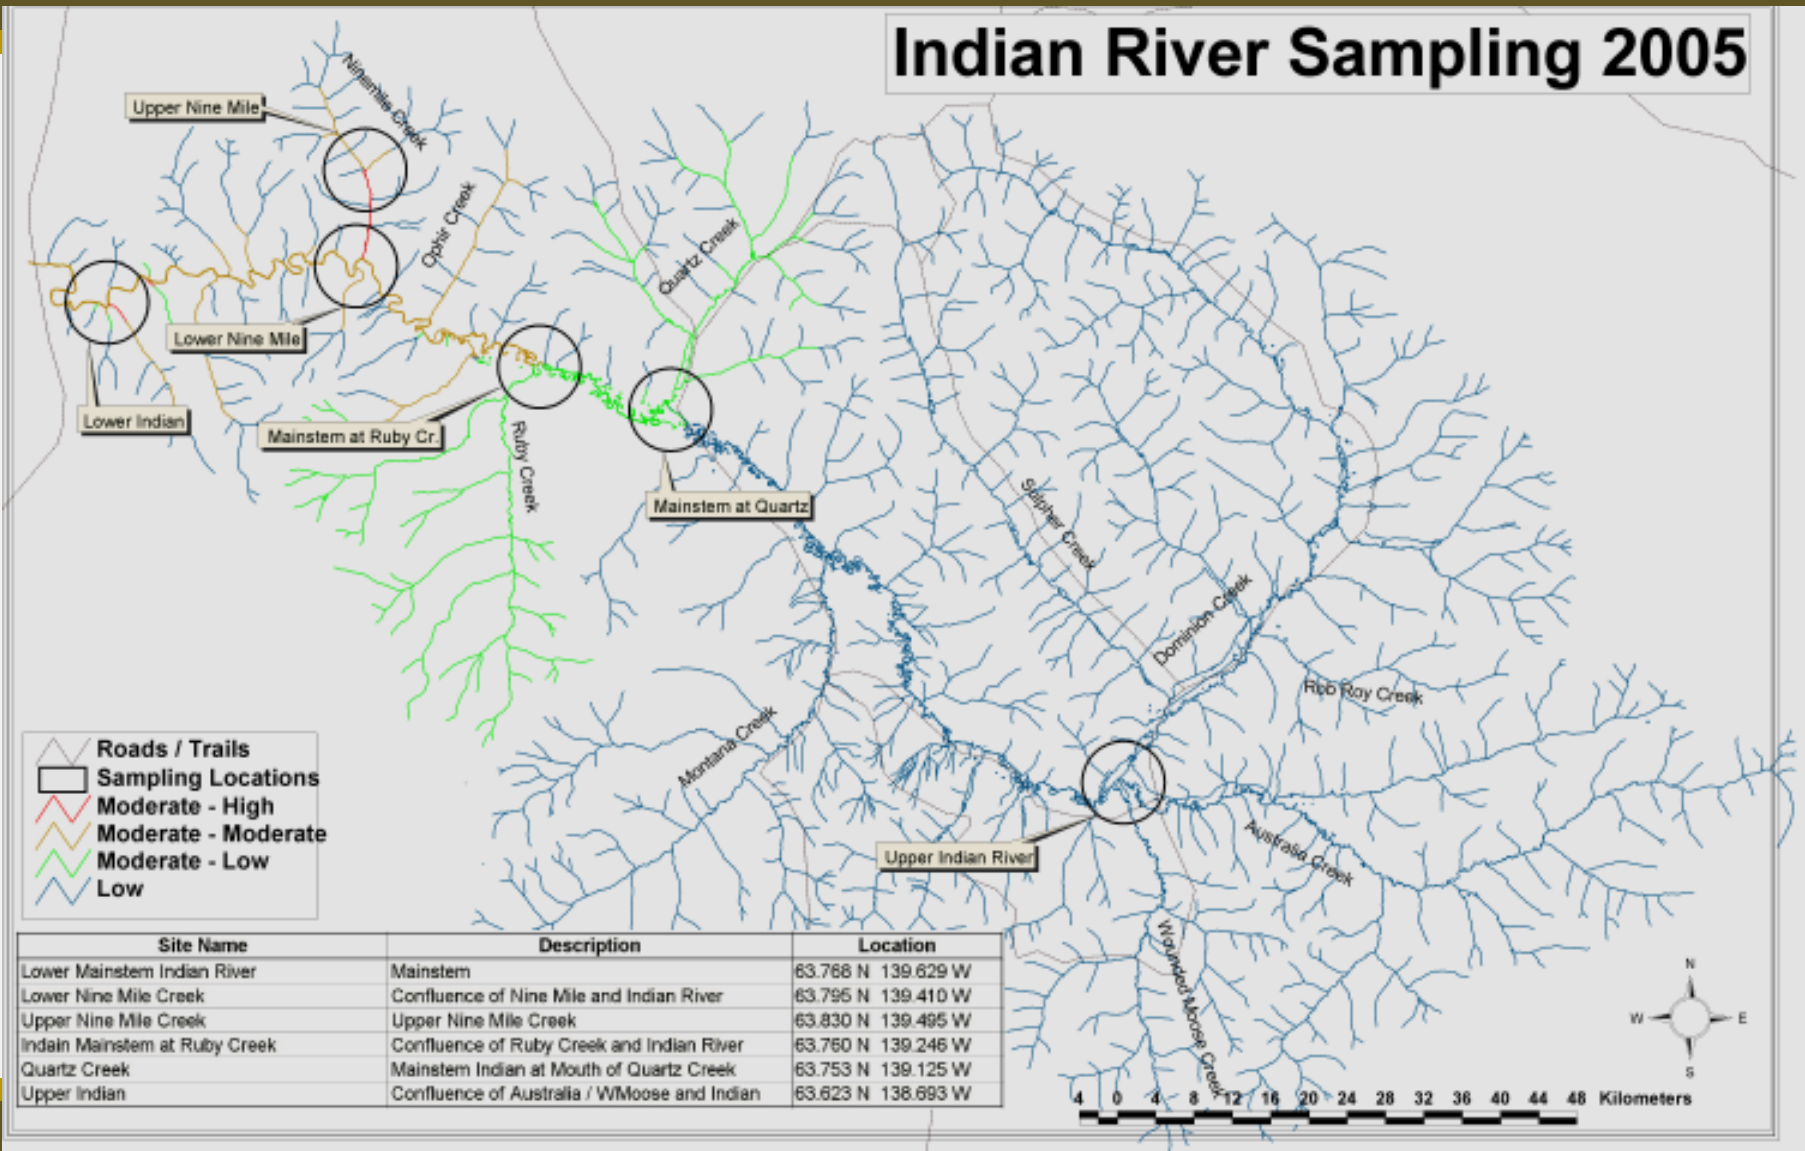 Indian River Sampling 2005
Ninemile Creek
Upper Nine Mile
Ophir Creek
Quartz Creek
Lower Nine Mile
Lower Indian
Mainstem at Ruby Cr.
Ruby Creek
Mainstem at Quartz
Sulpher Creek
Dominion Creek
Rob Roy Creek
Montana Creek
Upper Indian River
Australia Creek
Wounded Moose Creek
Roads / Trails
Sampling Locations
Moderate - High
Moderate - Moderate
Moderate - Low
Low
Site Name Description Location
Lower Mainstem Indian River Mainstem 63.768 N 139.629 W
Lower Nine Mile Creek Confluence of Nine Mile and Indian River 63.795 N 139.410 W
Upper Nine Mile Creek Upper Nine Mile Creek 63.830 N 139.495 W
Indain Mainstem at Ruby Creek Confluence of Ruby Creek and Indian River 63.760 N 139.246 W
Quartz Creek Mainstem Indian at Mouth of Quartz Creek 63.753 N 139.125 W
Upper Indian Confluence of Australia / W/Moose and Indian 63.623 N 138.693 W
N
W E
S
4 0 4 8 12 16 20 24 28 32 36 40 44 48 Kilometers